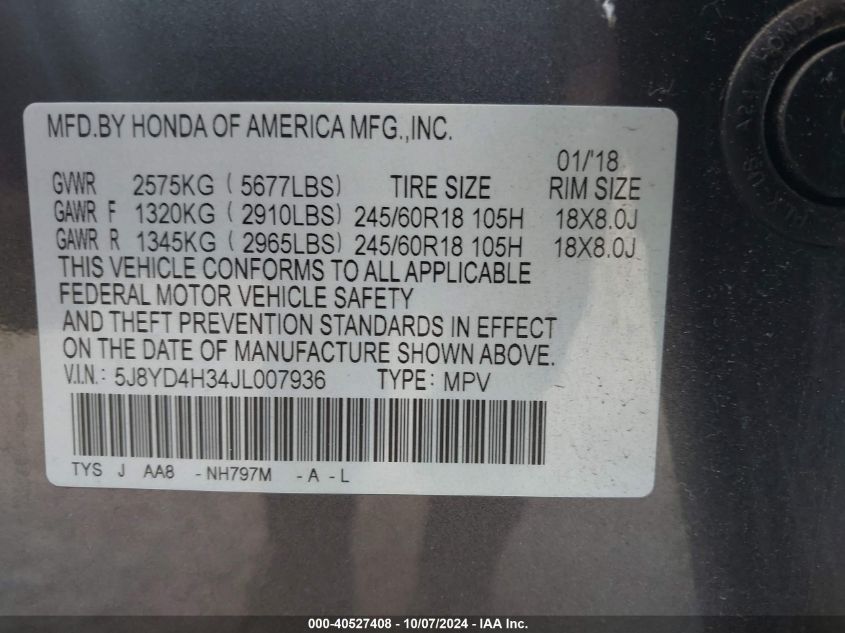 MFD.BY HONDA OF AMERICA MFG.,INC.
01/'18
GVWR 2575KG ( 5677LBS) TIRE SIZE RIM SIZE
GAWR F 1320KG ( 2910LBS) 245/60R18 105H 18X8.0J
GAWR R 1345KG ( 2965LBS) 245/60R18 105H 18X8.0J
THIS VEHICLE CONFORMS TO ALL APPLICABLE
FEDERAL MOTOR VEHICLE SAFETY
AND THEFT PREVENTION STANDARDS IN EFFECT
ON THE DATE OF MANUFACTURE SHOWN ABOVE.
V.I.N.: 5J8YD4H34JL007936 TYPE: MPV
TYS J AA8 -NH797M -A-L
HONDA
000-40527408 - 10/07/2024 - IAA Inc.